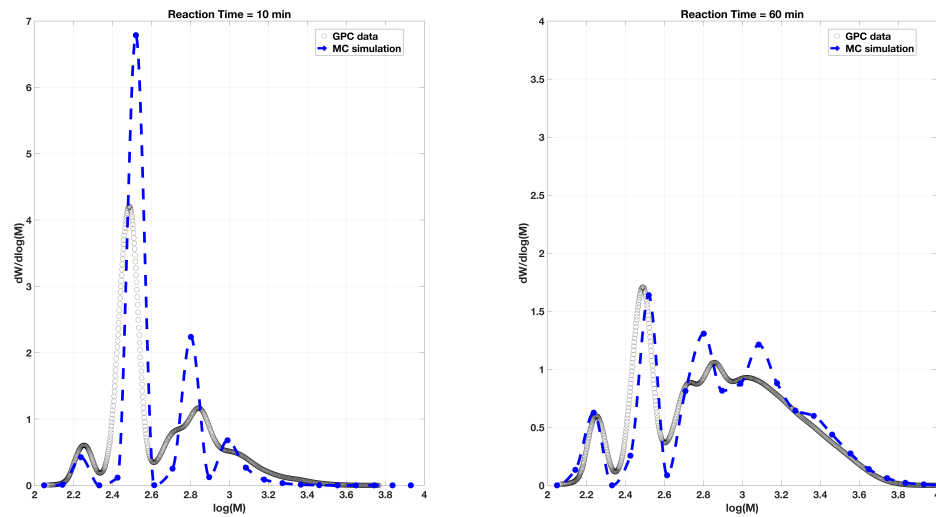 Reaction Time = 10 min
GPC data
MC simulation
7
6
5
4
3
2
1
0
dW/dlog(M)
2 2.2 2.4 2.6 2.8 3 3.2 3.4 3.6 3.8 4
log(M)
Reaction Time = 60 min
GPC data
MC simulation
4
3.5
3
2.5
2
1.5
1
0.5
0
dW/dlog(M)
2 2.2 2.4 2.6 2.8 3 3.2 3.4 3.6 3.8 4
log(M)